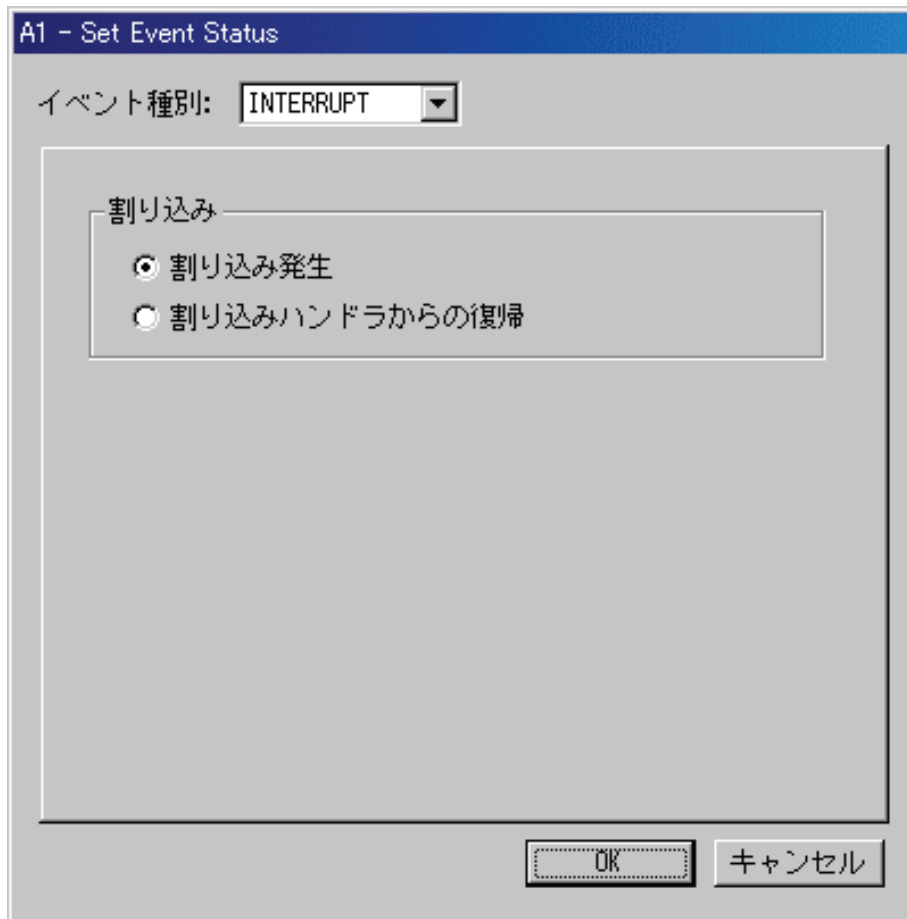 A1 - Set Event Status
イベント種別: INTERRUPT
割り込み
割り込み発生
割り込みハンドラからの復帰
OK キャンセル